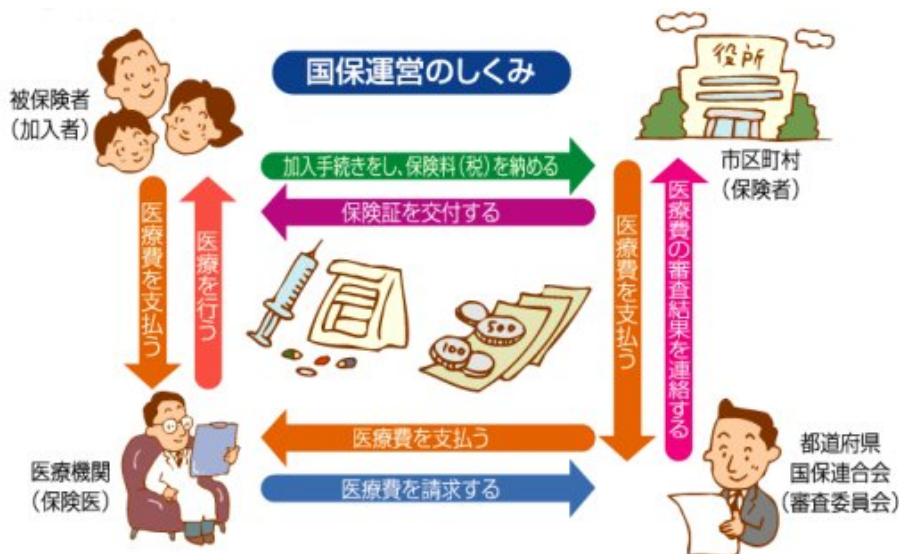 国保運営のしくみ
役所
被保険者
(加入者)
市区町村
(保険者)
加入手続きをし、保険料(税)を納める
保険証を交付する
医療費を支払う
医療を行う
医療費を支払う
医療費の審査結果を連絡する
500
100
医療費を支払う
医療費を請求する
医療機関
(保険医)
都道府県
国保連合会
(審査委員会)